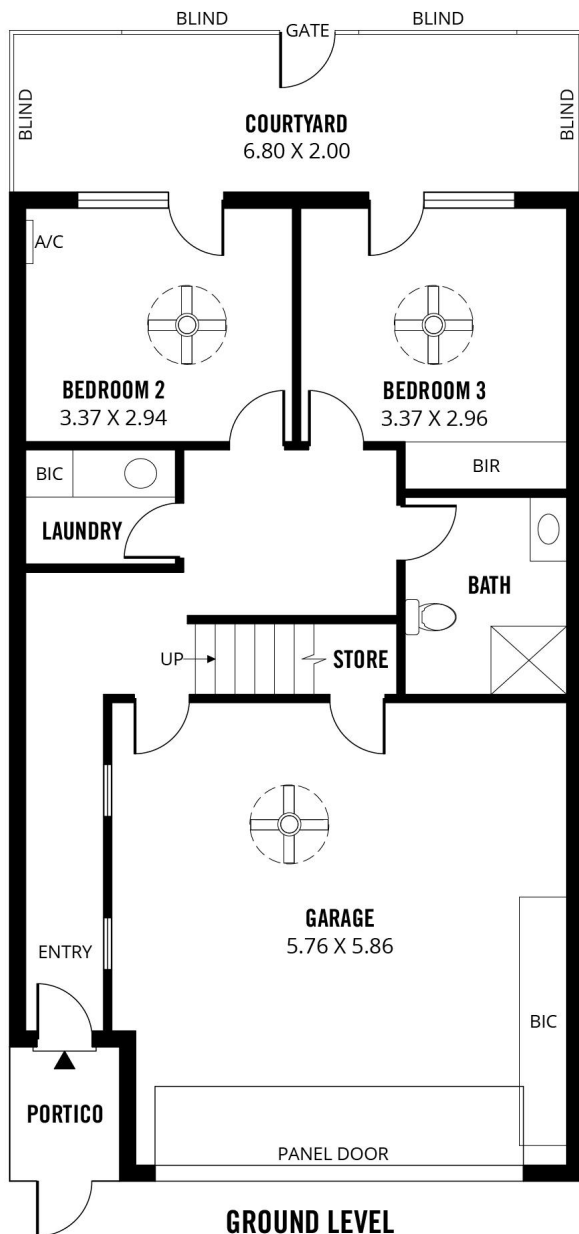 BLIND
GATE
BLIND
BLIND
BLIND
COURTYARD
6.80 X 2.00
A/C
BEDROOM 2
3.37 X 2.94
BEDROOM 3
3.37 X 2.96
BIC
BIR
LAUNDRY
BATH
UP
STORE
GARAGE
5.76 X 5.86
ENTRY
BIC
PORTICO
PANEL DOOR
GROUND LEVEL